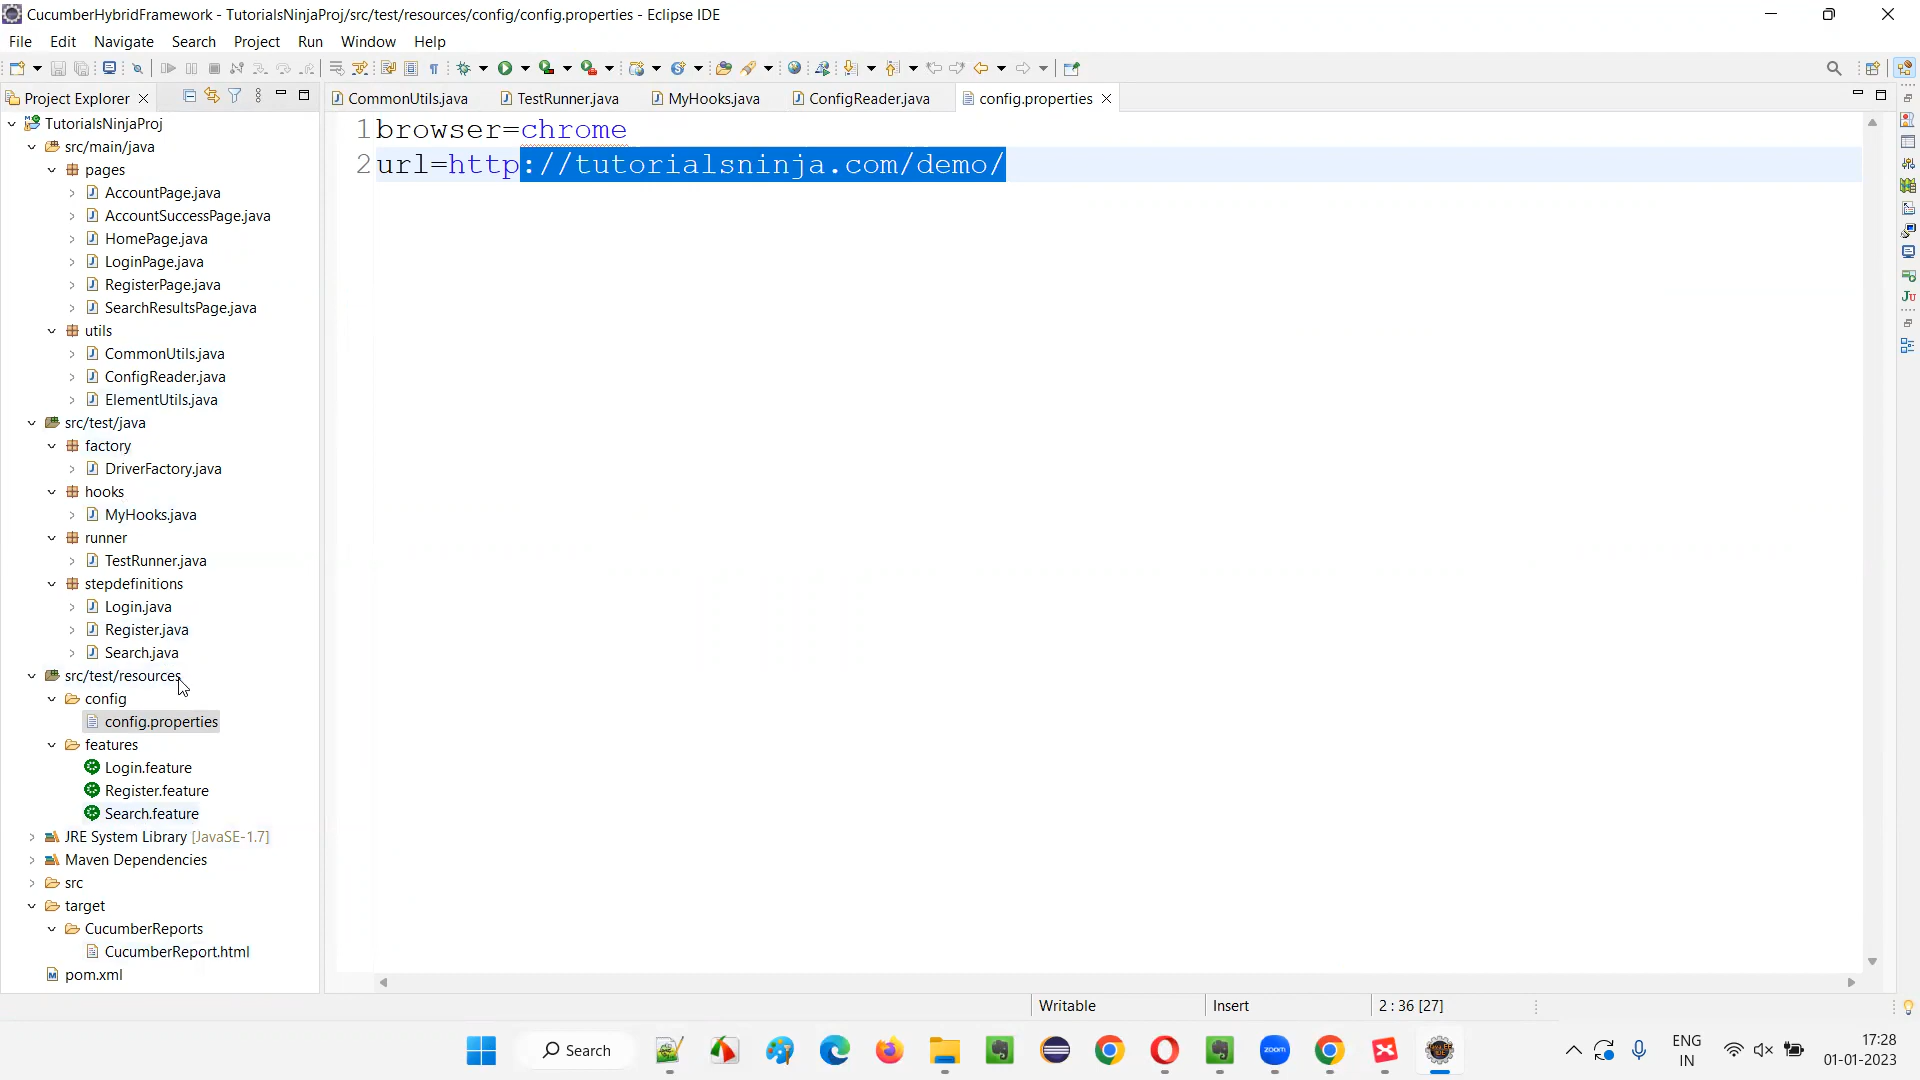 CucumberHybridFramework - TutorialsNinjaProj/src/test/resources/config/config.properties - Eclipse IDE
File Edit Navigate Search Project Run Window Help
Project Explorer
CommonUtils.java TestRunner.java MyHooks.java ConfigReader.java config.properties
TutorialsNinjaProj
src/main/java
pages
AccountPage.java
AccountSuccessPage.java
HomePage.java
LoginPage.java
RegisterPage.java
SearchResultsPage.java
utils
CommonUtils.java
ConfigReader.java
ElementUtils.java
src/test/java
factory
DriverFactory.java
hooks
MyHooks.java
runner
TestRunner.java
stepdefinitions
Login.java
Register.java
Search.java
src/test/resources
config
config.properties
features
Login.feature
Register.feature
Search.feature
JRE System Library [JavaSE-1.7]
Maven Dependencies
src
target
CucumberReports
CucumberReport.html
pom.xml
1 browser=chrome
2 url=http://tutorialsninja.com/demo/
Writable Insert 2 : 36 [27]
Search
zoom
ENG
IN
17:28
01-01-2023